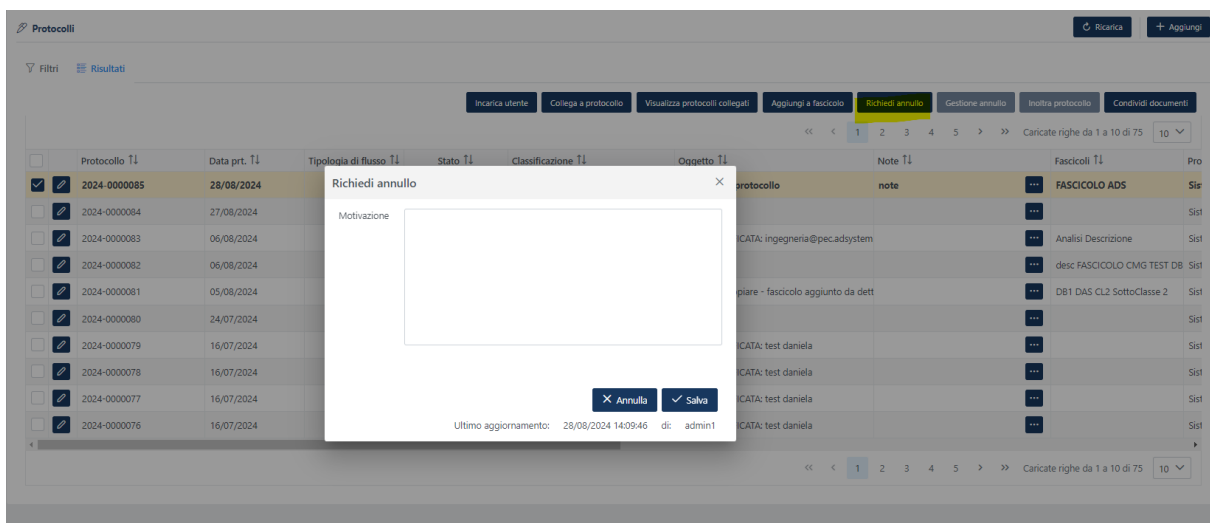 Protocolli
Ricarica
Aggiungi
Filtri Risultati
Incarica utente Collega a protocollo Visualizza protocolli collegati Aggiungi a fascicolo Richiedi annullo Gestione annullo Inoltra protocollo Condividi documenti
<< < 1 2 3 4 5 > >> Caricate righe da 1 a 10 di 75 10
Protocollo Data prt. Tipologia di flusso Stato Classificazione Oggetto Note Fascicoli Pro
2024-0000085 28/08/2024 protocollo note FASCICOLO ADS Sis
2024-0000084 27/08/2024 Sist
2024-0000083 06/08/2024 ICATA: ingegneria@pec.adsystem Analisi Descrizione Sist
2024-0000082 06/08/2024 desc FASCICOLO CMG TEST DB Sist
2024-0000081 05/08/2024 piare - fascicolo aggiunto da dett DB1 DAS CL2 SottoClasse 2 Sist
2024-0000080 24/07/2024 Sist
2024-0000079 16/07/2024 ICATA: test daniela Sist
2024-0000078 16/07/2024 ICATA: test daniela Sist
2024-0000077 16/07/2024 ICATA: test daniela Sist
2024-0000076 16/07/2024 ICATA: test daniela Sist
Richiedi annullo
Motivazione
Annulla Salva
Ultimo aggiornamento: 28/08/2024 14:09:46 di: admin1
<< < 1 2 3 4 5 > >> Caricate righe da 1 a 10 di 75 10